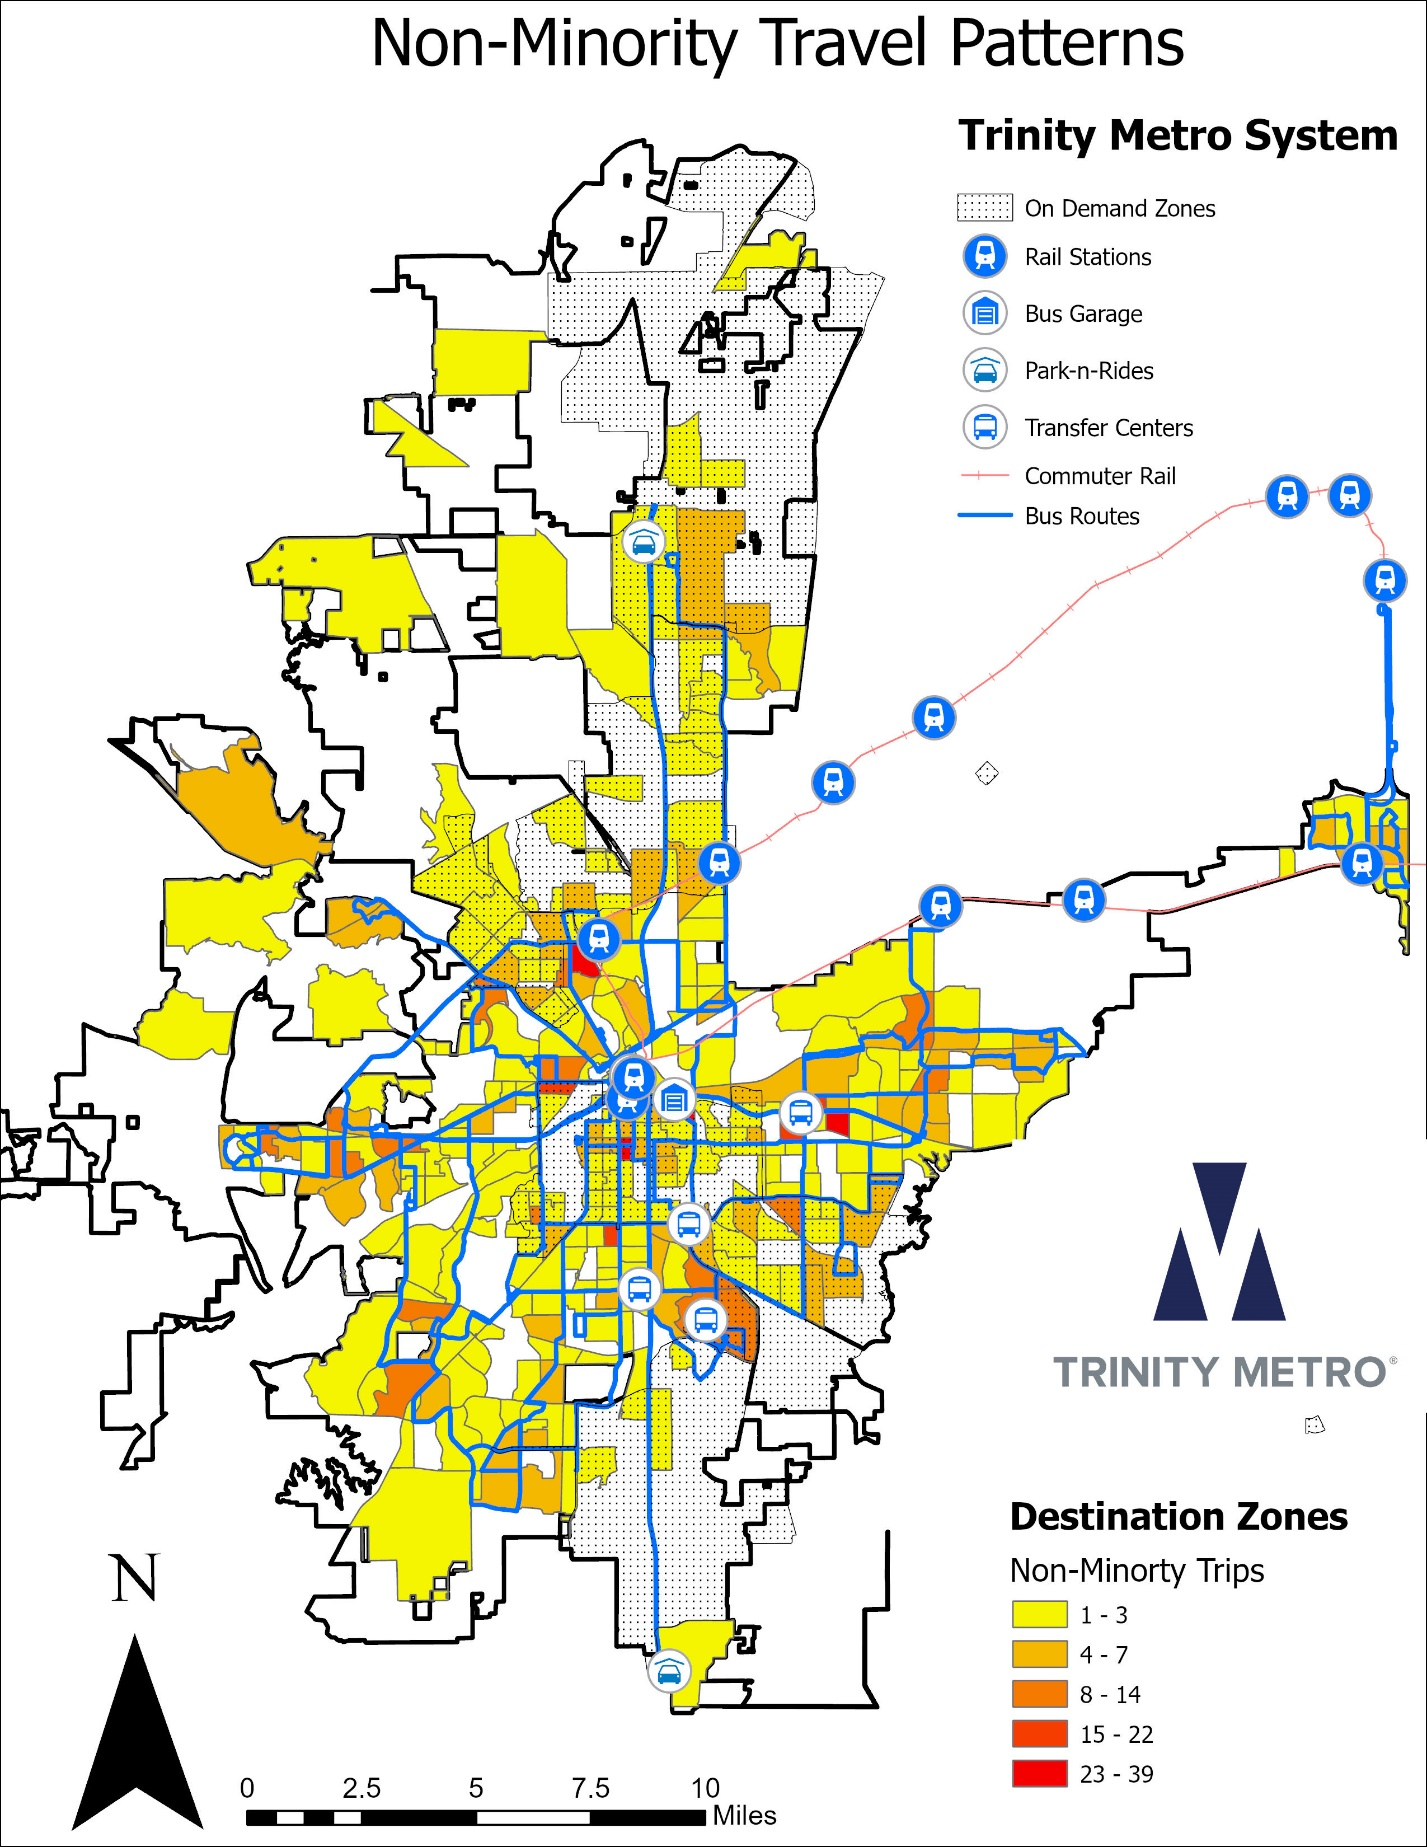 Non-Minority Travel Patterns
Trinity Metro System
On Demand Zones
Rail Stations
Bus Garage
Park-n-Rides
Transfer Centers
Commuter Rail
Bus Routes
TRINITY METRO®
Destination Zones
Non-Minorty Trips
1 - 3
4 - 7
8 - 14
15 - 22
23 - 39
N
0 2.5 5 7.5 10
Miles